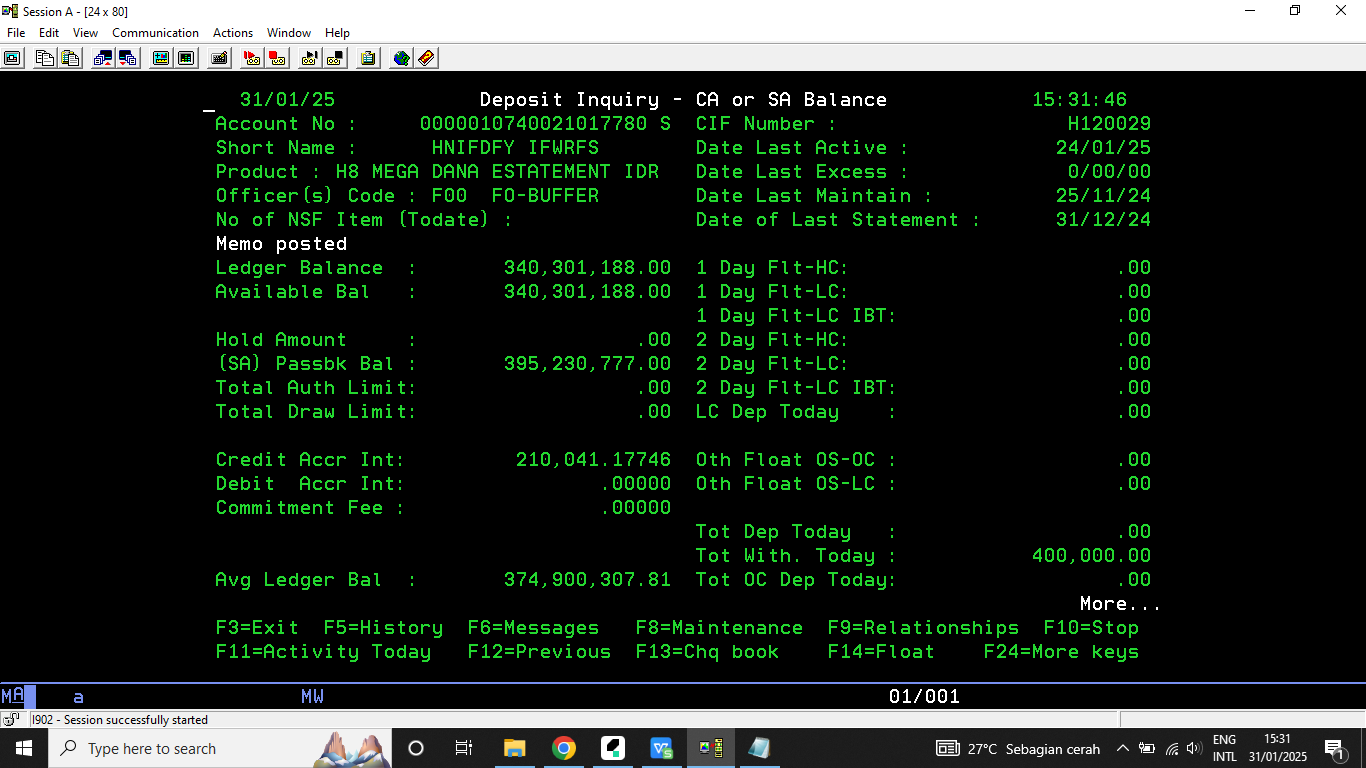 Session A - [24 x 80]
File Edit View Communication Actions Window Help
31/01/25 Deposit Inquiry - CA or SA Balance 15:31:46
Account No : 0000010740021017780 S CIF Number : H120029
Short Name : HNIFDFY IFWRFS Date Last Active : 24/01/25
Product : H8 MEGA DANA ESTATEMENT IDR Date Last Excess : 0/00/00
Officer(s) Code : F00 FO-BUFFER Date Last Maintain : 25/11/24
No of NSF Item (Todate) : Date of Last Statement : 31/12/24
Memo posted
Ledger Balance : 340,301,188.00 1 Day Flt-HC: .00
Available Bal : 340,301,188.00 1 Day Flt-LC: .00
1 Day Flt-LC IBT: .00
Hold Amount : .00 2 Day Flt-HC: .00
(SA) Passbk Bal : 395,230,777.00 2 Day Flt-LC: .00
Total Auth Limit: .00 2 Day Flt-LC IBT: .00
Total Draw Limit: .00 LC Dep Today : .00
Credit Accr Int: 210,041.17746 Oth Float OS-OC : .00
Debit Accr Int: .00000 Oth Float OS-LC : .00
Commitment Fee : .00000
Tot Dep Today : .00
Tot With. Today : 400,000.00
Avg Ledger Bal : 374,900,307.81 Tot OC Dep Today: .00
More...
F3=Exit F5=History F6=Messages F8=Maintenance F9=Relationships F10=Stop
F11=Activity Today F12=Previous F13=Chq book F14=Float F24=More keys
MA a MW 01/001
I902 - Session successfully started
Type here to search 27°C Sebagian cerah ENG 15:31
INTL 31/01/2025 1